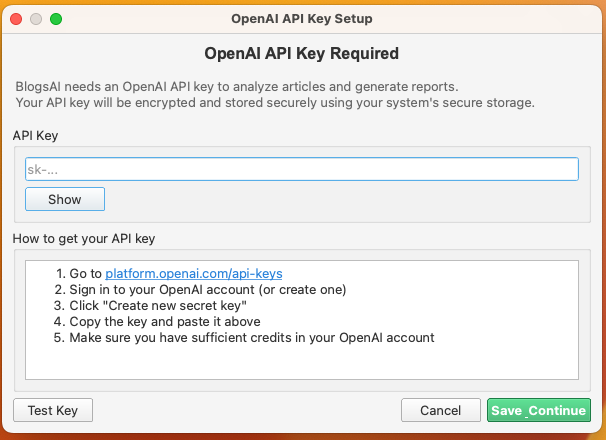 OpenAI API Key Setup
OpenAI API Key Required
BlogsAI needs an OpenAI API key to analyze articles and generate reports.
Your API key will be encrypted and stored securely using your system's secure storage.
API Key
sk-...
Show
How to get your API key
1. Go to platform.openai.com/api-keys
2. Sign in to your OpenAI account (or create one)
3. Click "Create new secret key"
4. Copy the key and paste it above
5. Make sure you have sufficient credits in your OpenAI account
Test Key
Cancel
Save _Continue